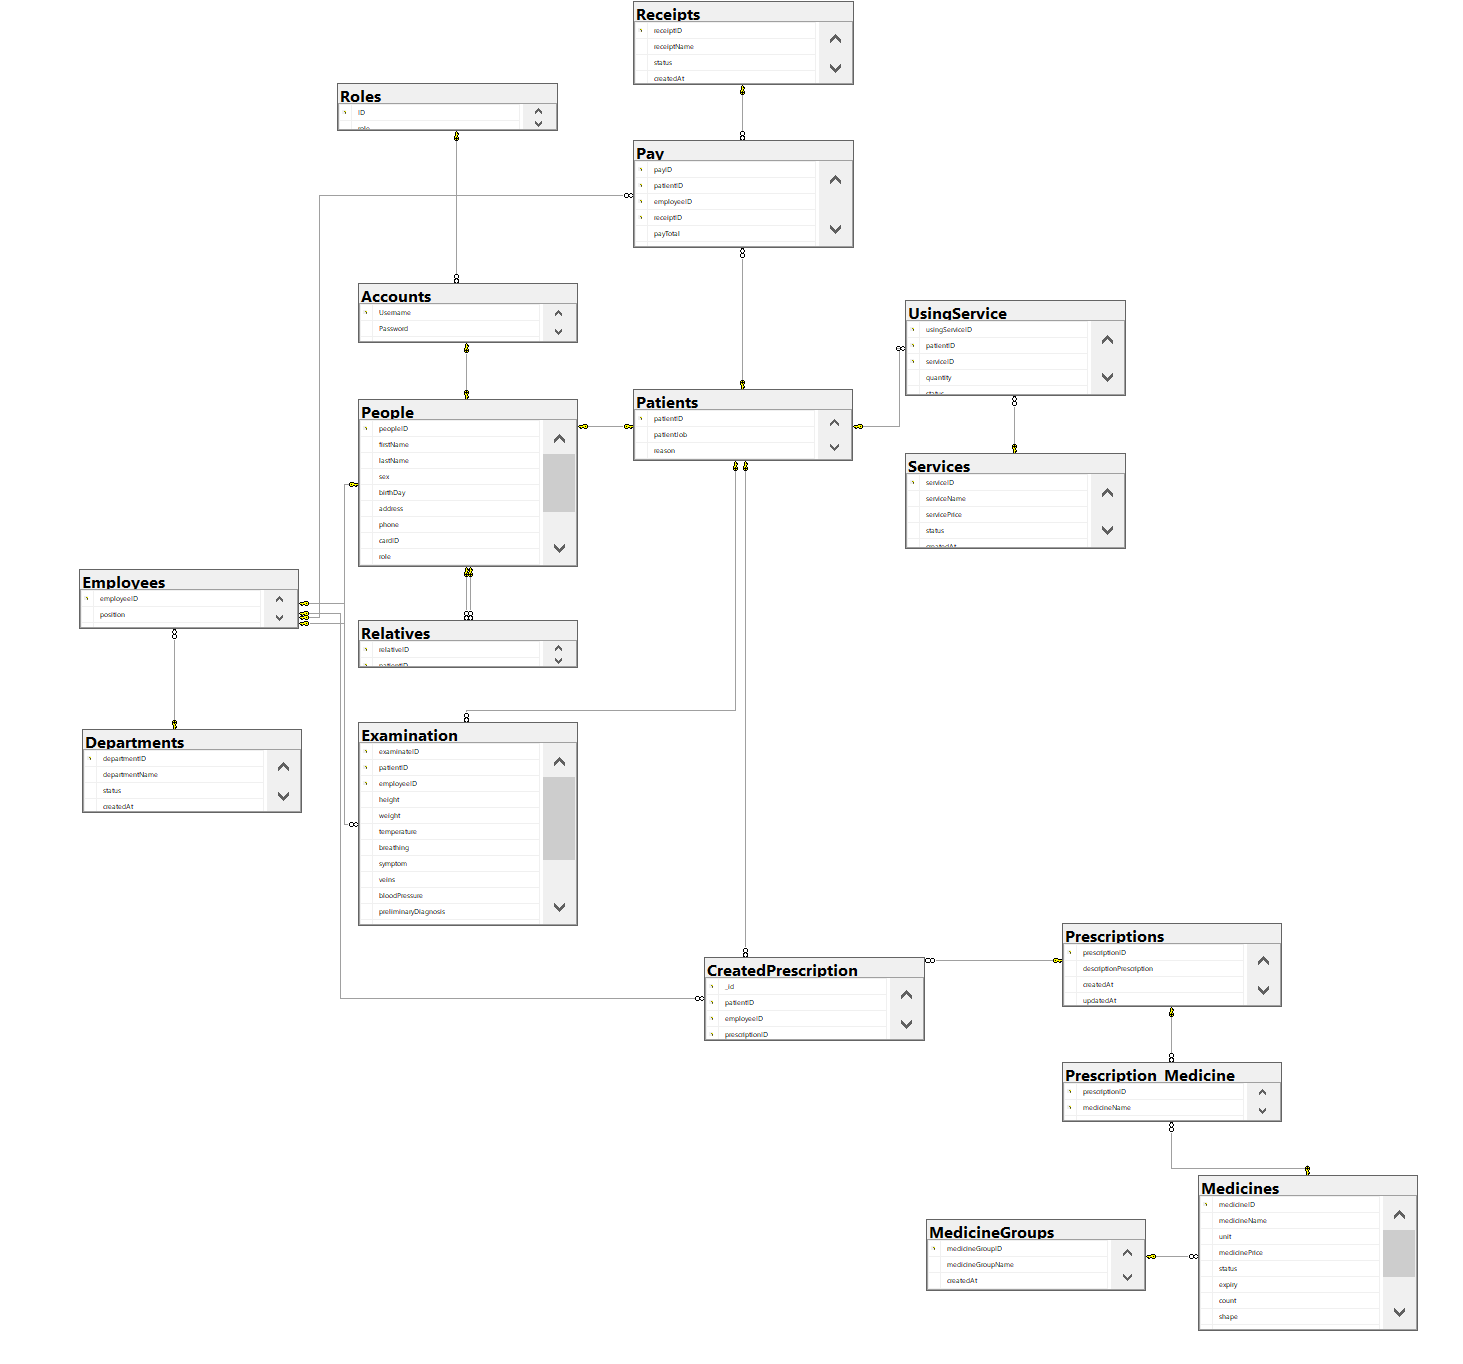 Receipts
receiptID
receiptName
status
createdAt
Roles
ID
role
Pay
payID
patientID
employeeID
receiptID
payTotal
Accounts
Username
Password
UsingService
usingServiceID
patientID
serviceID
quantity
status
People
peopleID
firstName
lastName
sex
birthDay
address
phone
cardID
role
Patients
patientID
patientJob
reason
Services
serviceID
serviceName
servicePrice
status
createdAt
Employees
employeeID
position
Relatives
relativeID
patientID
Departments
departmentID
departmentName
status
createdAt
Examination
examinateID
patientID
employeeID
height
weight
temperature
breathing
symptom
veins
bloodPressure
preliminaryDiagnosis
CreatedPrescription
_id
patientID
employeeID
prescriptionID
Prescriptions
prescriptionID
descriptionPrescription
createdAt
updatedAt
Prescription_Medicine
prescriptionID
medicineName
Medicines
medicineID
medicineName
unit
medicinePrice
status
expiry
count
shape
MedicineGroups
medicineGroupID
medicineGroupName
createdAt